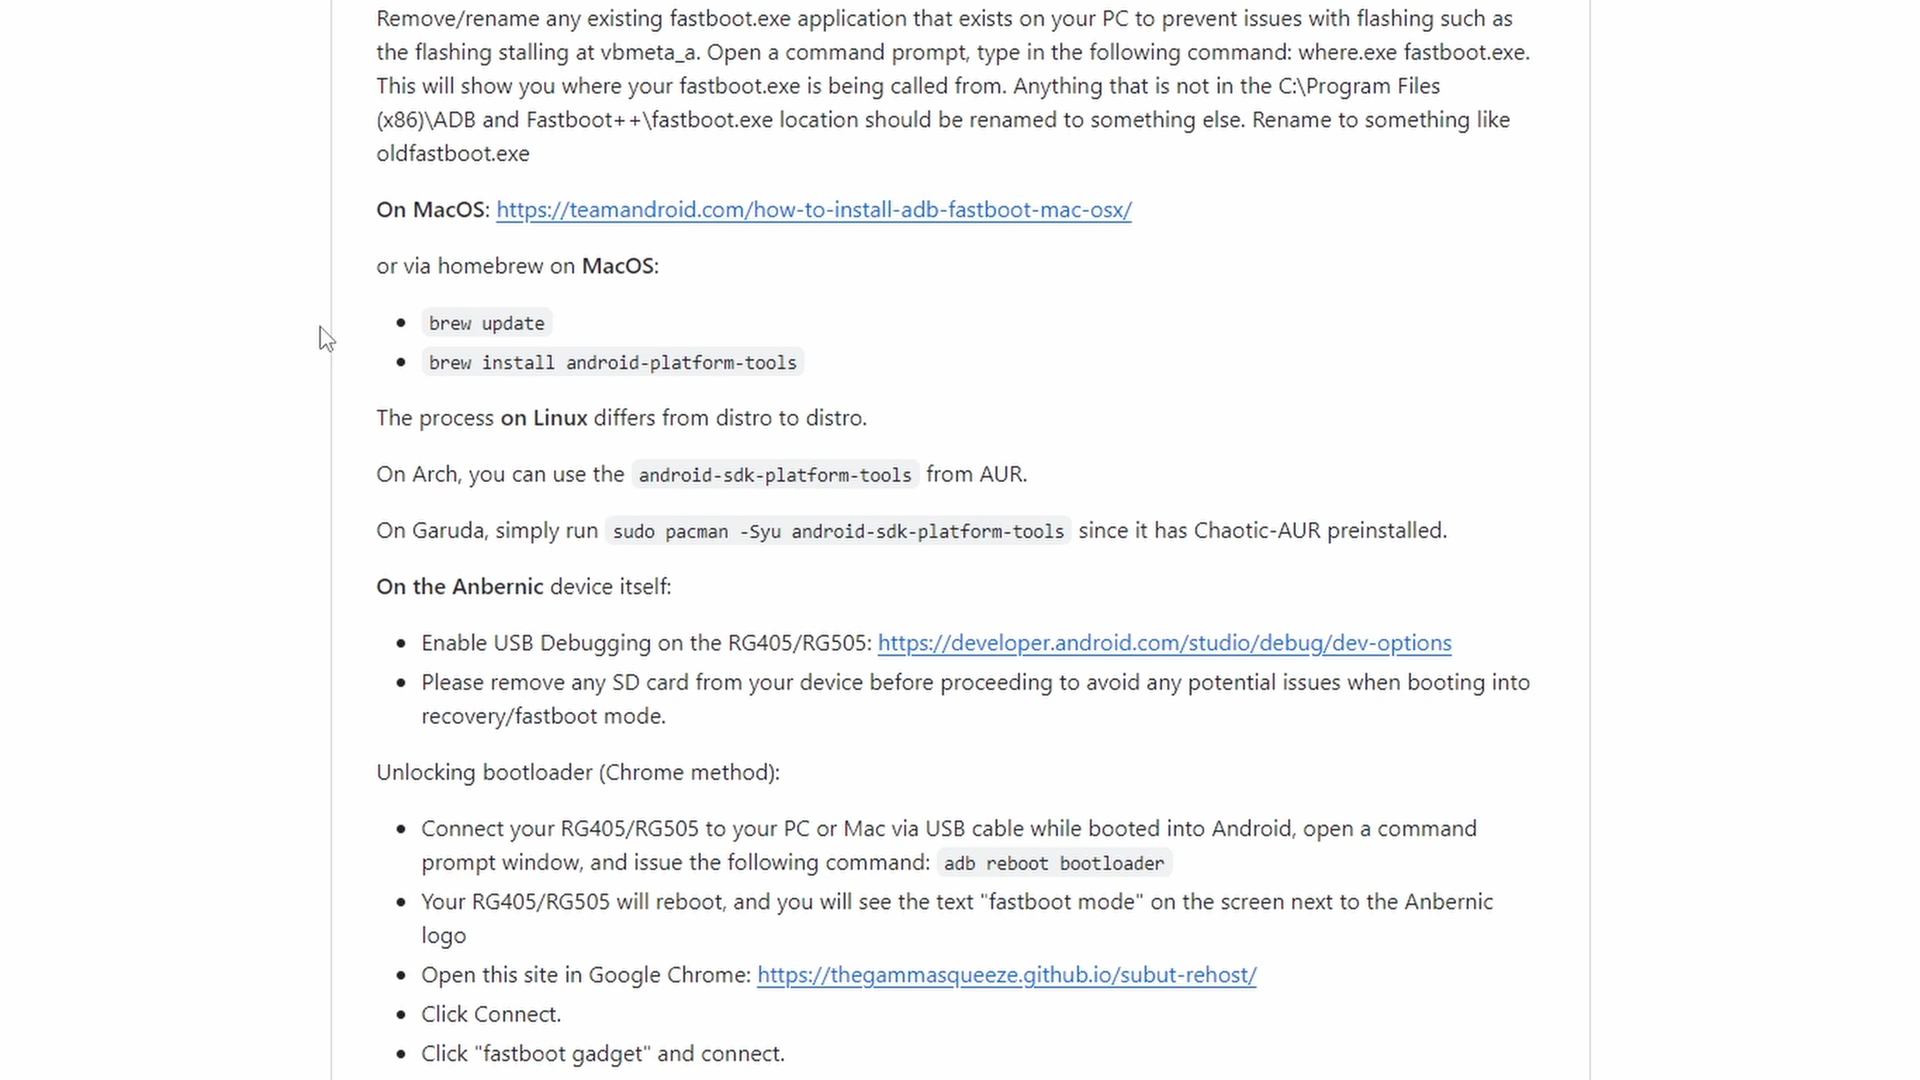 Remove/rename any existing fastboot.exe application that exists on your PC to prevent issues with flashing such as
the flashing stalling at vbmeta_a. Open a command prompt, type in the following command: where.exe fastboot.exe.
This will show you where your fastboot.exe is being called from. Anything that is not in the C:\Program Files
(x86)\ADB and Fastboot++\fastboot.exe location should be renamed to something else. Rename to something like
oldfastboot.exe
On MacOS: https://teamandroid.com/how-to-install-adb-fastboot-mac-osx/
or via homebrew on MacOS:
• brew update
• brew install android-platform-tools
The process on Linux differs from distro to distro.
On Arch, you can use the android-sdk-platform-tools from AUR.
On Garuda, simply run sudo pacman -Syu android-sdk-platform-tools since it has Chaotic-AUR preinstalled.
On the Anbernic device itself:
• Enable USB Debugging on the RG405/RG505: https://developer.android.com/studio/debug/dev-options
• Please remove any SD card from your device before proceeding to avoid any potential issues when booting into
recovery/fastboot mode.
Unlocking bootloader (Chrome method):
• Connect your RG405/RG505 to your PC or Mac via USB cable while booted into Android, open a command
prompt window, and issue the following command: adb reboot bootloader
• Your RG405/RG505 will reboot, and you will see the text "fastboot mode" on the screen next to the Anbernic
logo
• Open this site in Google Chrome: https://thegammasqueeze.github.io/subut-rehost/
• Click Connect.
• Click "fastboot gadget" and connect.